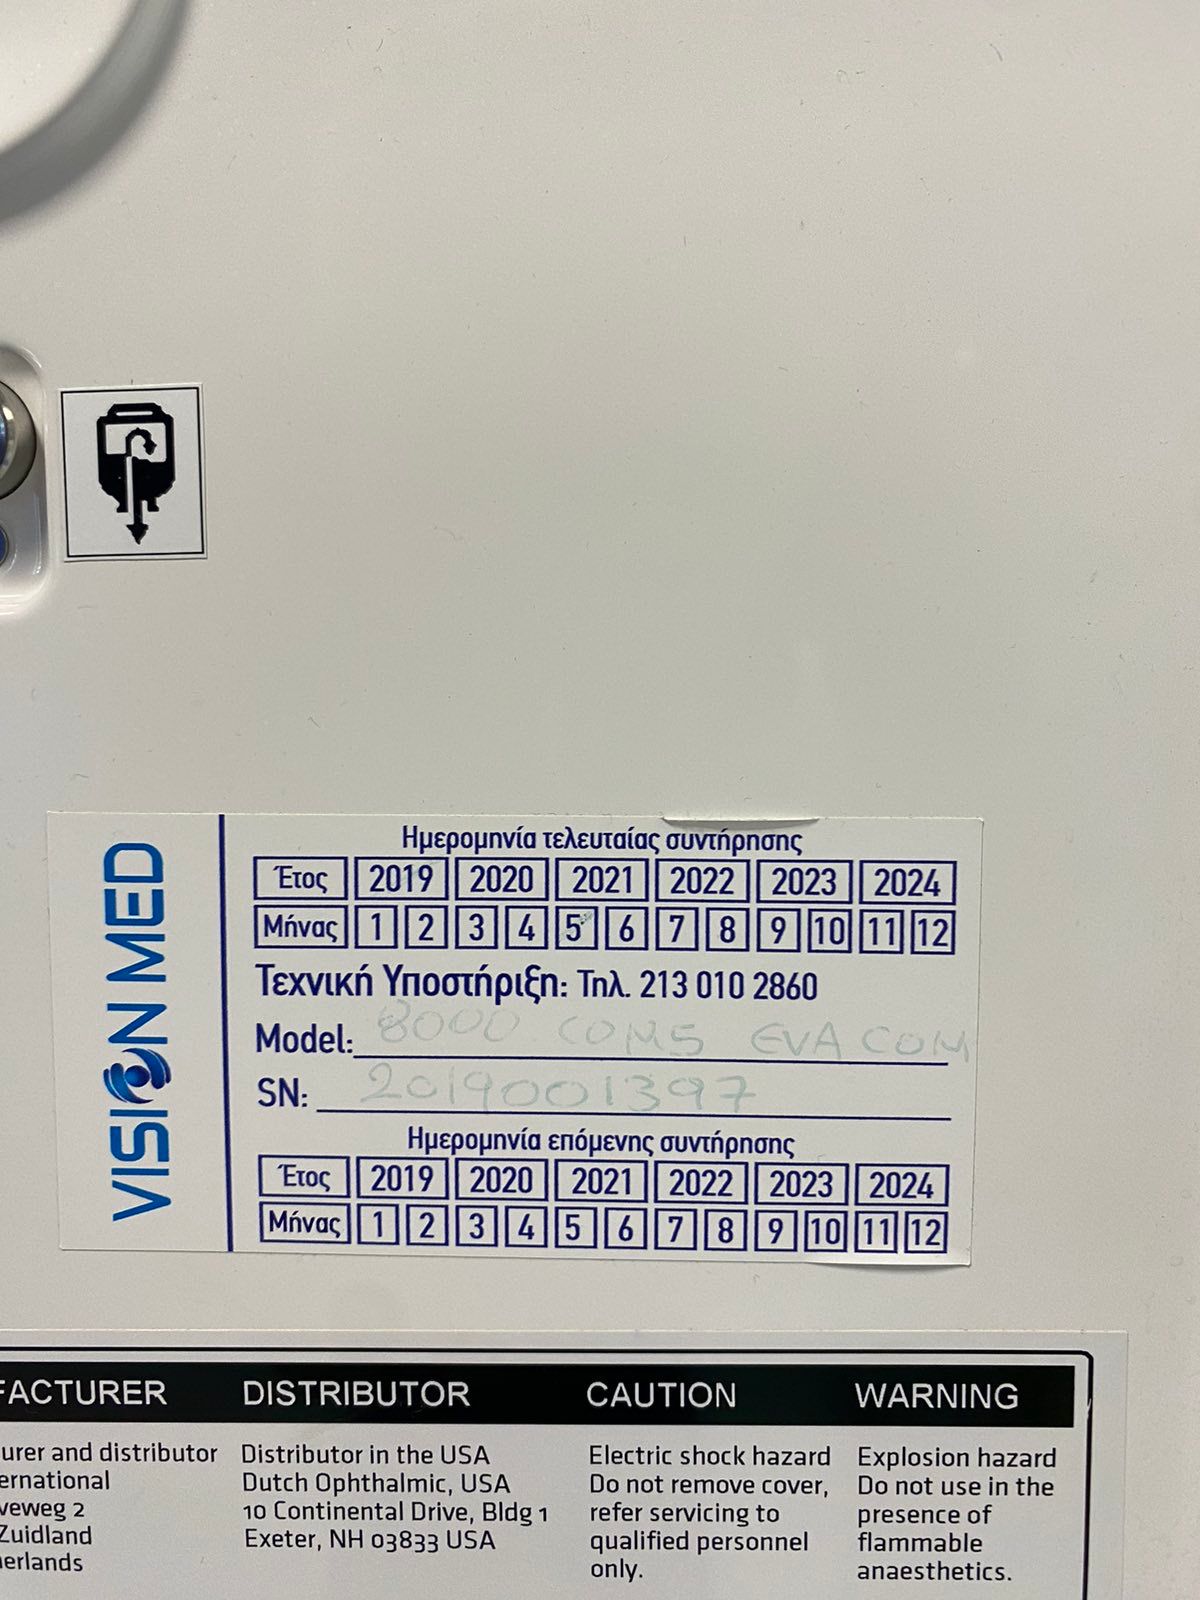 VISION MED
Ημερομηνία τελευταίας συντήρησης
Έτος 2019 2020 2021 2022 2023 2024
Μήνας 1 2 3 4 5 6 7 8 9 10 11 12
Τεχνική Υποστήριξη: Τηλ. 213 010 2860
Model: 8000 COM5 EVA COM
SN: 2019001397
Ημερομηνία επόμενης συντήρησης
Έτος 2019 2020 2021 2022 2023 2024
Μήνας 1 2 3 4 5 6 7 8 9 10 11 12
FACTURER
urer and distributor
ernational
veweg 2
Zuidland
erlands
DISTRIBUTOR
Distributor in the USA
Dutch Ophthalmic, USA
10 Continental Drive, Bldg 1
Exeter, NH 03833 USA
CAUTION
Electric shock hazard
Do not remove cover,
refer servicing to
qualified personnel
only.
WARNING
Explosion hazard
Do not use in the
presence of
flammable
anaesthetics.